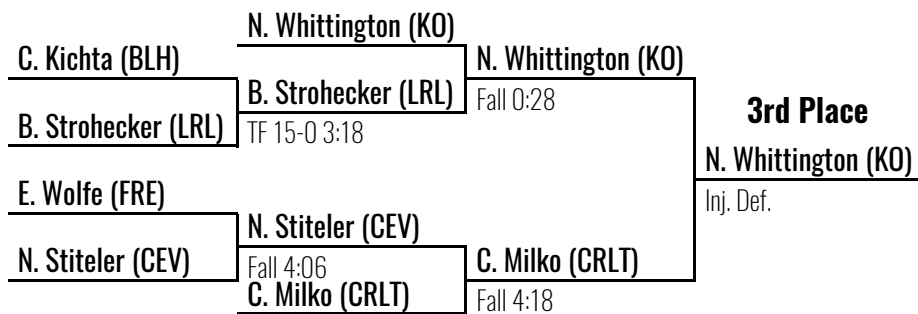 N. Whittington (KO)
C. Kichta (BLH)
N. Whittington (KO)
B. Strohecker (LRL)
Fall 0:28
3rd Place
B. Strohecker (LRL)
TF 15-0 3:18
N. Whittington (KO)
E. Wolfe (FRE)
Inj. Def.
N. Stiteler (CEV)
N. Stiteler (CEV)
Fall 4:06
C. Milko (CRLT)
C. Milko (CRLT)
Fall 4:18